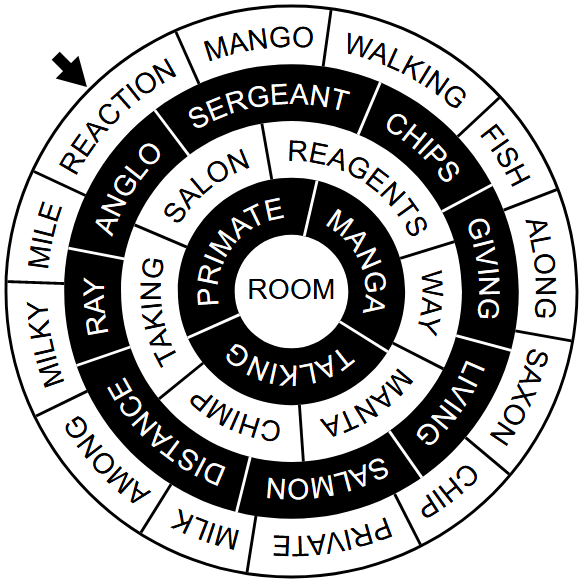 REACTION
MANGO
WALKING
FISH
ALONG
SAXON
CHIP
PRIVATE
MILK
AMONG
MILKY
MILE
ANGLO
SERGEANT
CHIPS
GIVING
LIVING
SALMON
DISTANCE
RAY
SALON
REAGENTS
WAY
MANTA
CHIMP
TAKING
PRIMATE
MANGA
TALKING
ROOM